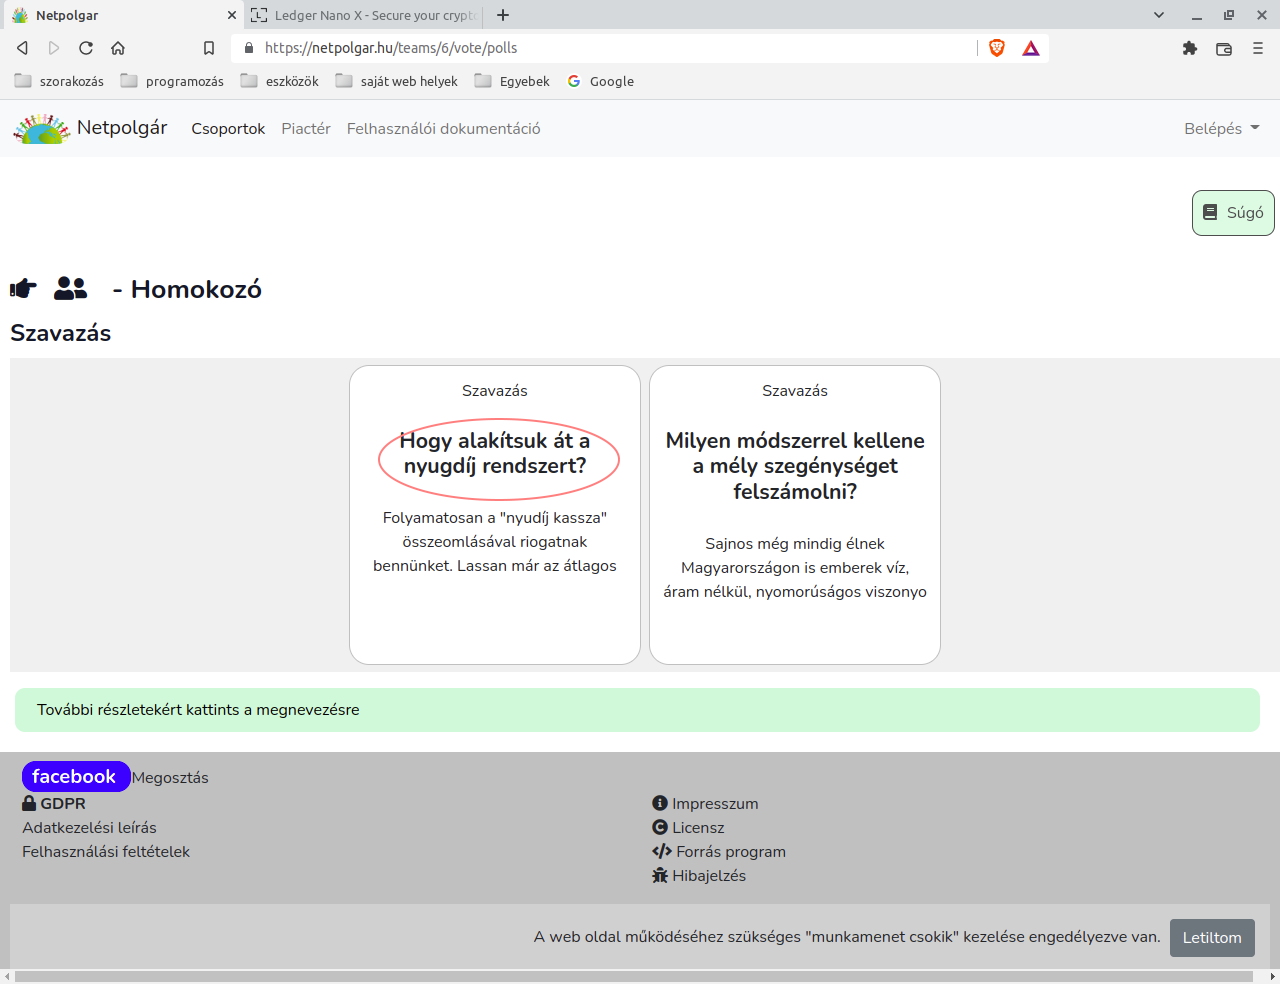 Netpolgar
Ledger Nano X - Secure your crypto
https://netpolgar.hu/teams/6/vote/polls
szorakozás programozás eszközök saját web helyek Egyebek Google
Netpolgár Csoportok Piactér Felhasználói dokumentáció Belépés
Súgó
- Homokozó
Szavazás
Szavazás
Hogy alakítsuk át a
nyugdíj rendszert?
Folyamatosan a "nyudíj kassza"
összeomlásával riogatnak
bennünket. Lassan már az átlagos
Szavazás
Milyen módszerrel kellene
a mély szegénységet
felszámolni?
Sajnos még mindig élnek
Magyarországon is emberek víz,
áram nélkül, nyomorúságos viszonyo
További részletekért kattints a megnevezésre
facebook Megosztás
GDPR
Adatkezelési leírás
Felhasználási feltételek
Impresszum
Licensz
Forrás program
Hibajelzés
A web oldal működéséhez szükséges "munkamenet csokik" kezelése engedélyezve van. Letiltom